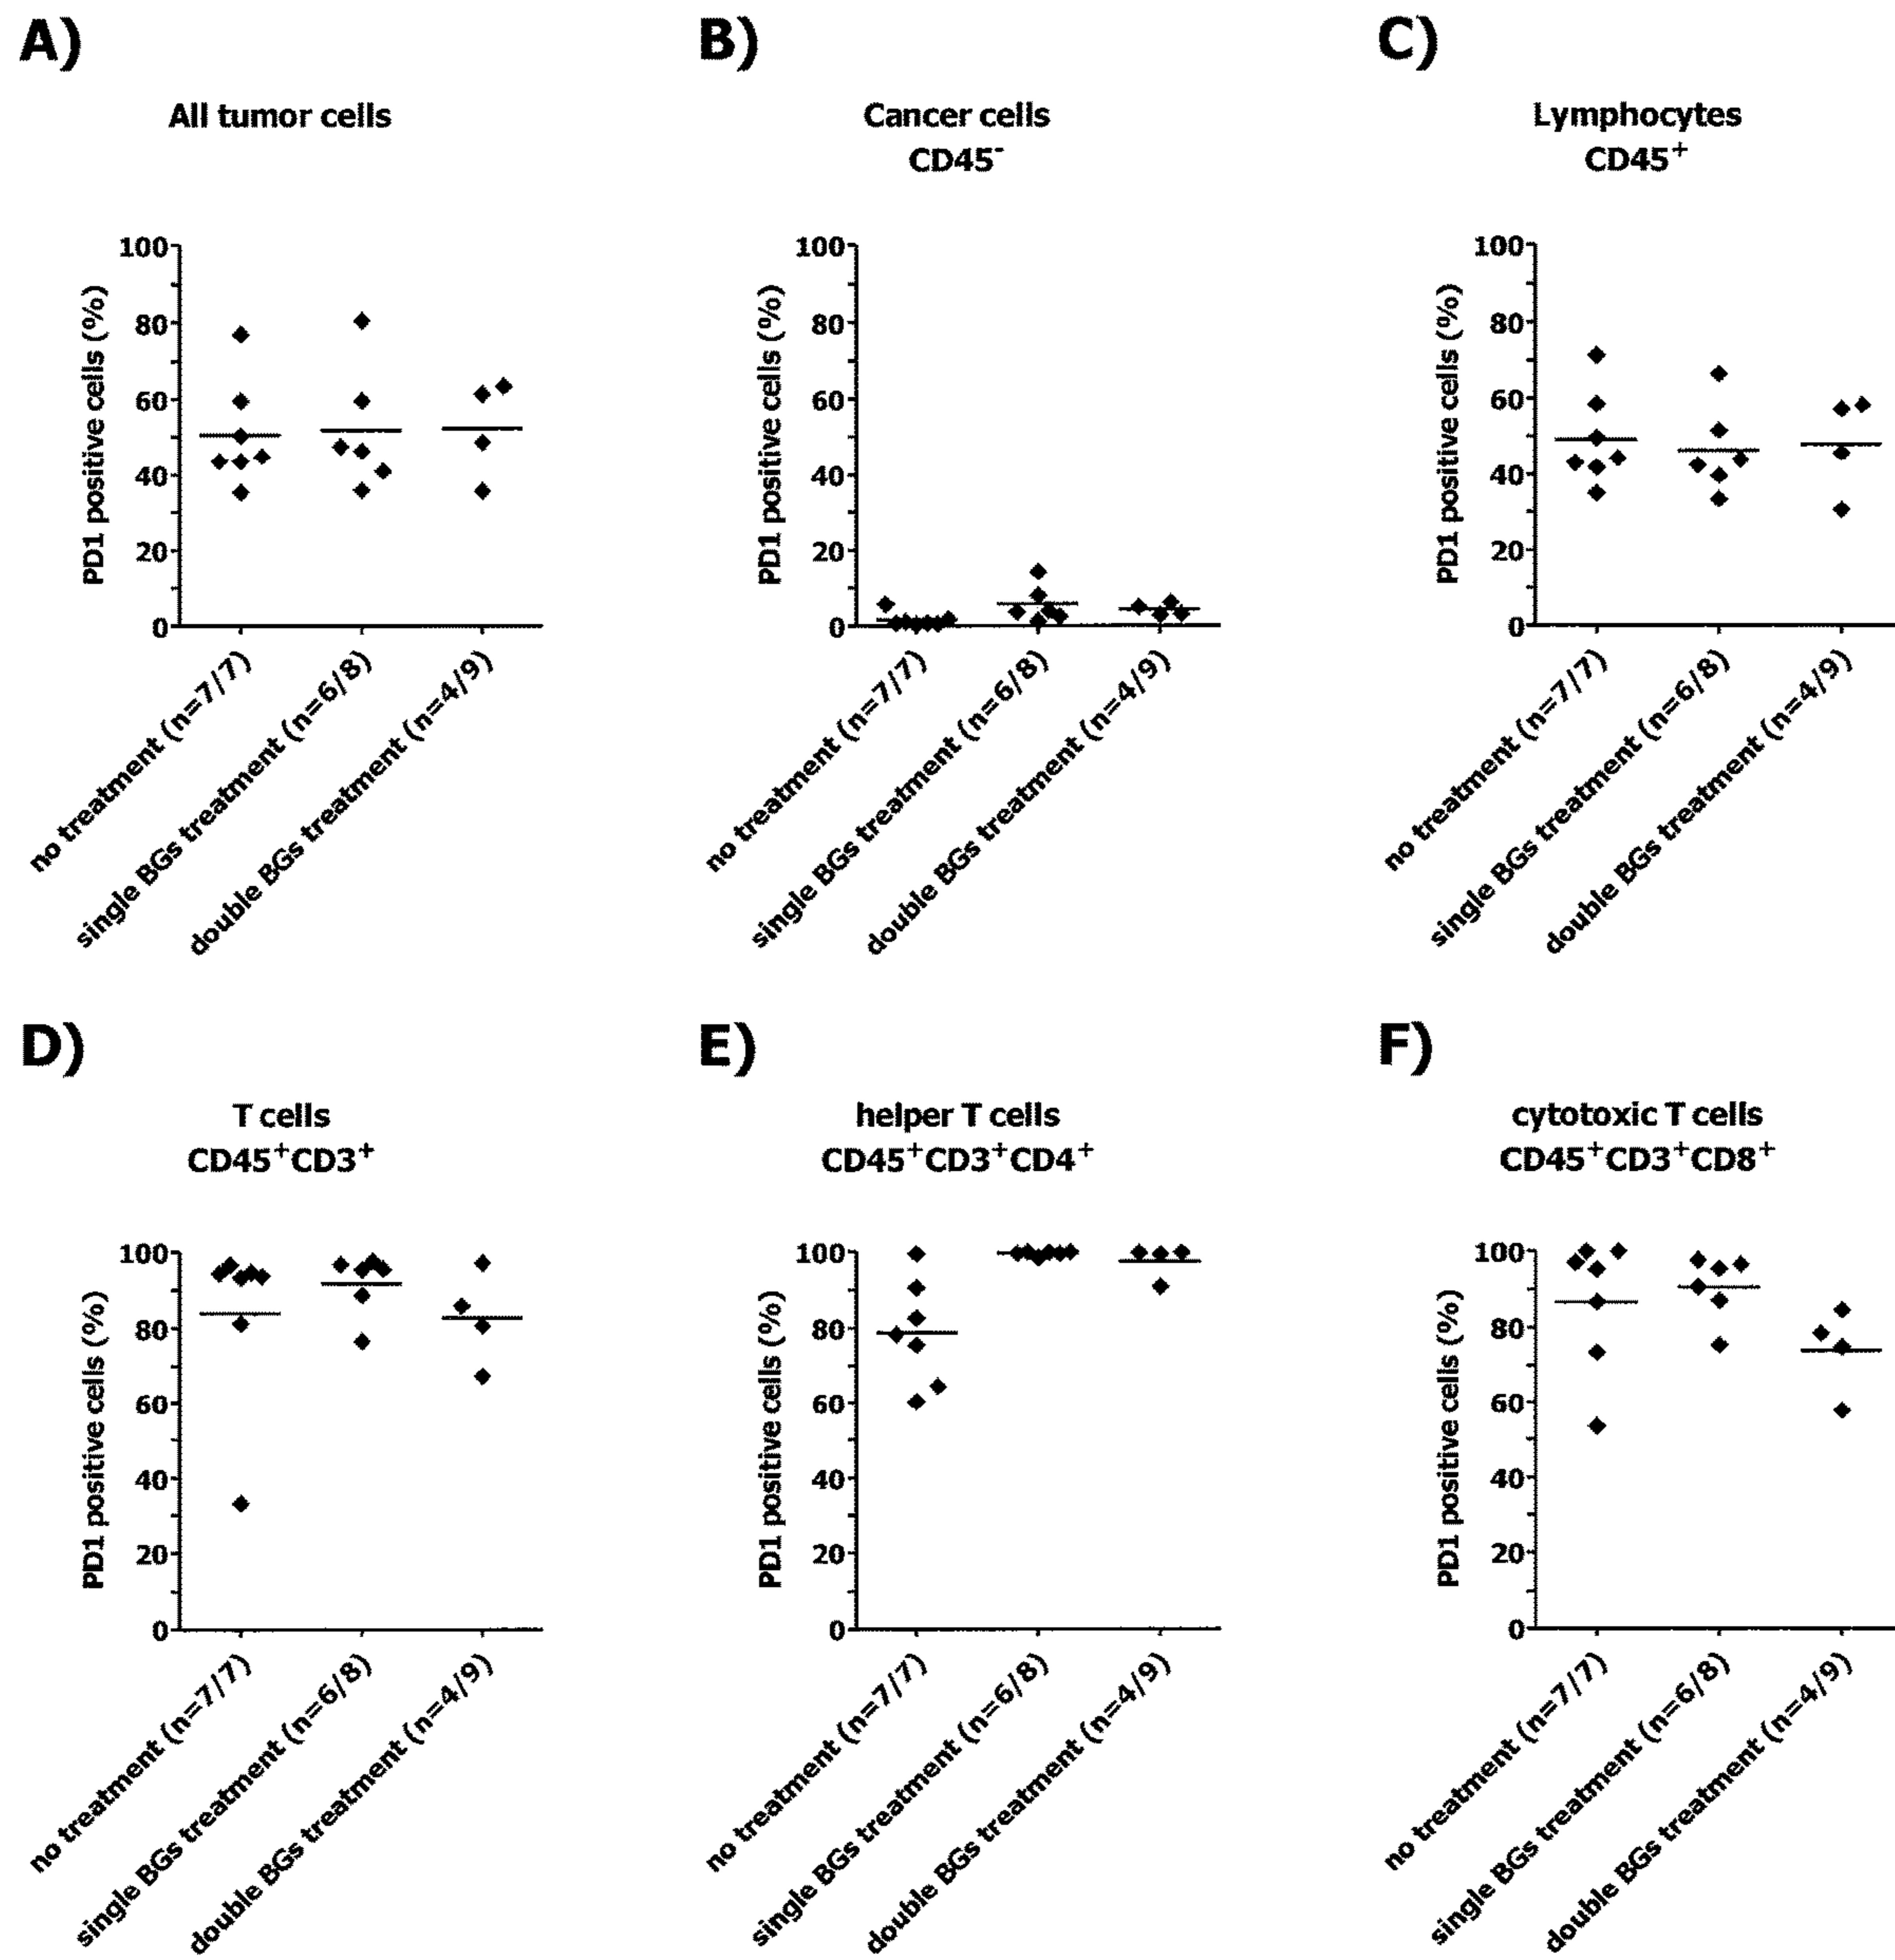 A)
All tumor cells
PD1 positive cells (%)
100
80
60
40
20
0
no treatment (n=7/7)
single BGs treatment (n=6/8)
double BGs treatment (n=4/9)
B)
Cancer cells
CD45⁻
PD1 positive cells (%)
100
80
60
40
20
0
no treatment (n=7/7)
single BGs treatment (n=6/8)
double BGs treatment (n=4/9)
C)
Lymphocytes
CD45⁺
PD1 positive cells (%)
100
80
60
40
20
0
no treatment (n=7/7)
single BGs treatment (n=6/8)
double BGs treatment (n=4/9)
D)
T cells
CD45⁺CD3⁺
PD1 positive cells (%)
100
80
60
40
20
0
no treatment (n=7/7)
single BGs treatment (n=6/8)
double BGs treatment (n=4/9)
E)
helper T cells
CD45⁺CD3⁺CD4⁺
PD1 positive cells (%)
100
80
60
40
20
0
no treatment (n=7/7)
single BGs treatment (n=6/8)
double BGs treatment (n=4/9)
F)
cytotoxic T cells
CD45⁺CD3⁺CD8⁺
PD1 positive cells (%)
100
80
60
40
20
0
no treatment (n=7/7)
single BGs treatment (n=6/8)
double BGs treatment (n=4/9)